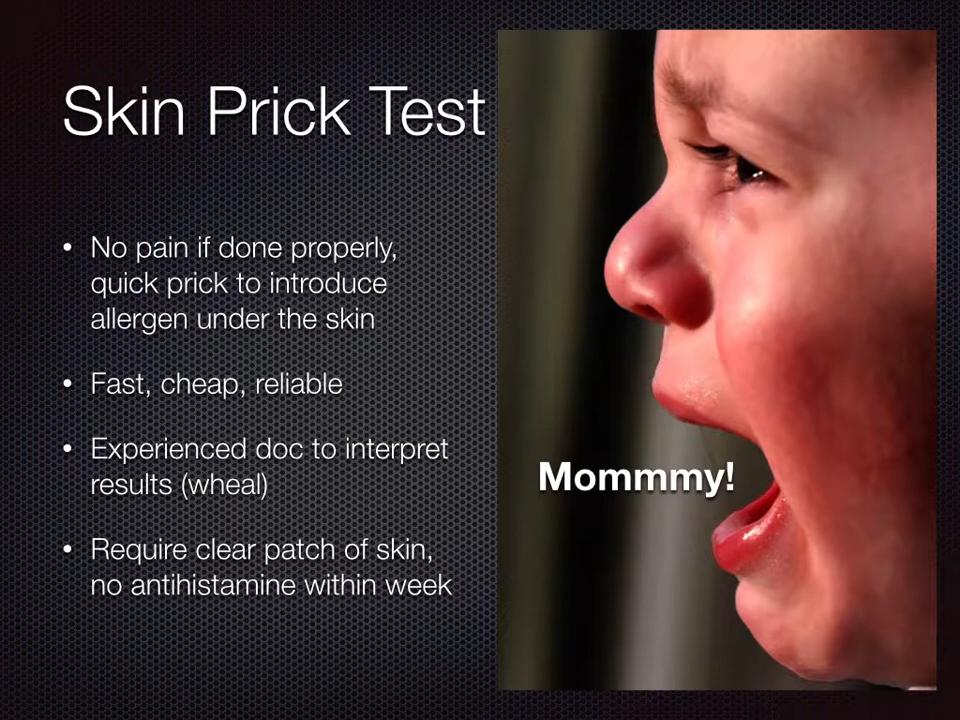 Skin Prick Test
• No pain if done properly,
quick prick to introduce
allergen under the skin
• Fast, cheap, reliable
• Experienced doc to interpret
results (wheal)
• Require clear patch of skin,
no antihistamine within week
Mommmy!